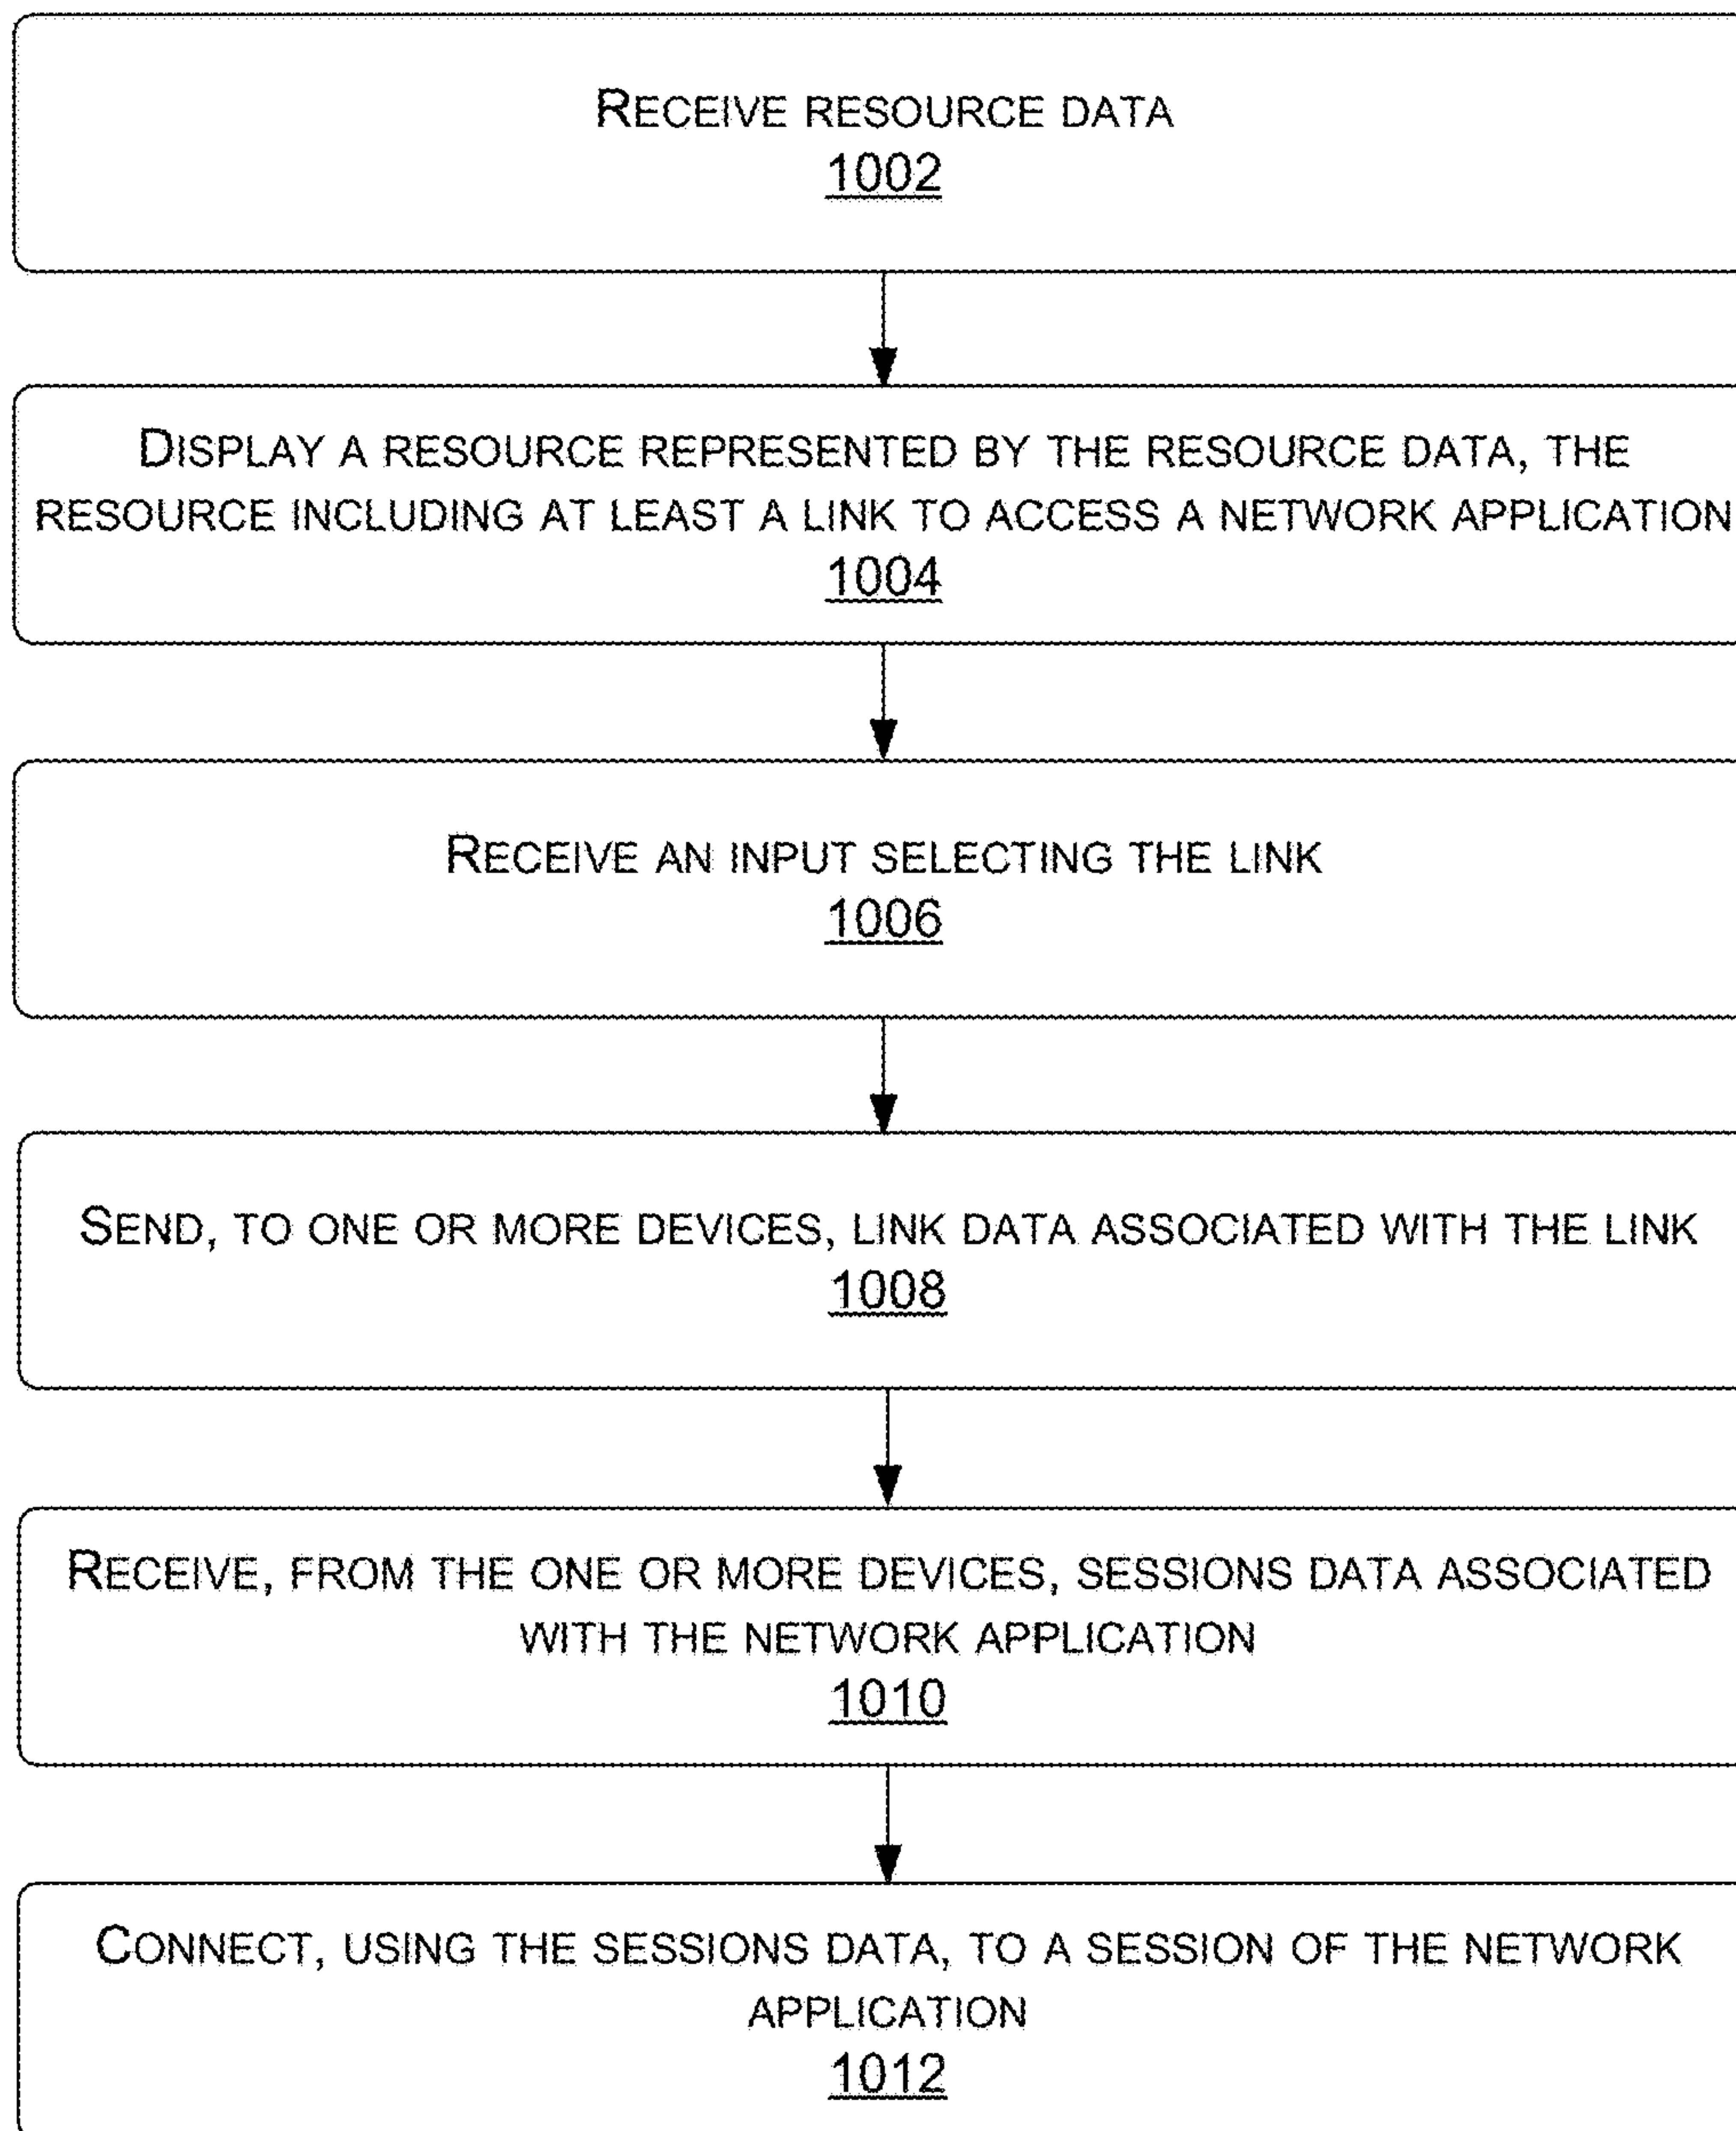 RECEIVE RESOURCE DATA
1002
DISPLAY A RESOURCE REPRESENTED BY THE RESOURCE DATA, THE
RESOURCE INCLUDING AT LEAST A LINK TO ACCESS A NETWORK APPLICATION
1004
RECEIVE AN INPUT SELECTING THE LINK
1006
SEND, TO ONE OR MORE DEVICES, LINK DATA ASSOCIATED WITH THE LINK
1008
RECEIVE, FROM THE ONE OR MORE DEVICES, SESSIONS DATA ASSOCIATED
WITH THE NETWORK APPLICATION
1010
CONNECT, USING THE SESSIONS DATA, TO A SESSION OF THE NETWORK
APPLICATION
1012